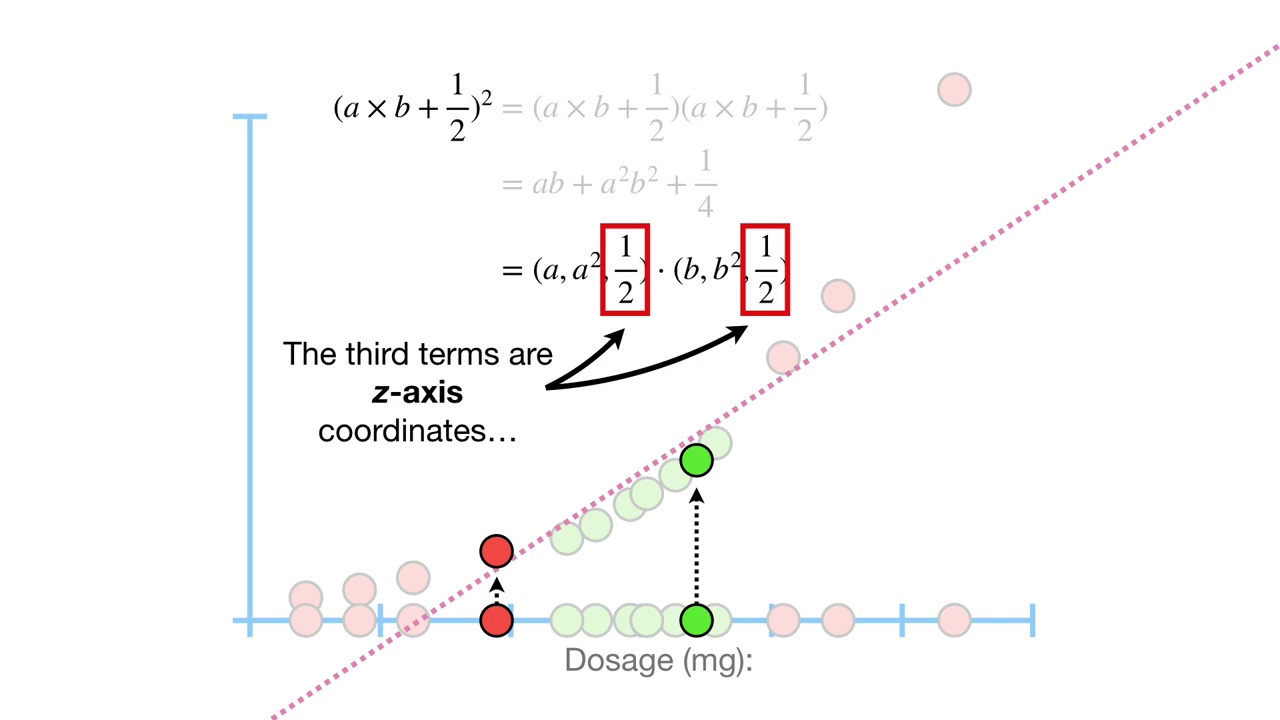 (a × b + 1/2)² = (a × b + 1/2)(a × b + 1/2)
= ab + a²b² + 1/4
= (a, a², 1/2) · (b, b², 1/2)
The third terms are
z-axis
coordinates…
Dosage (mg):